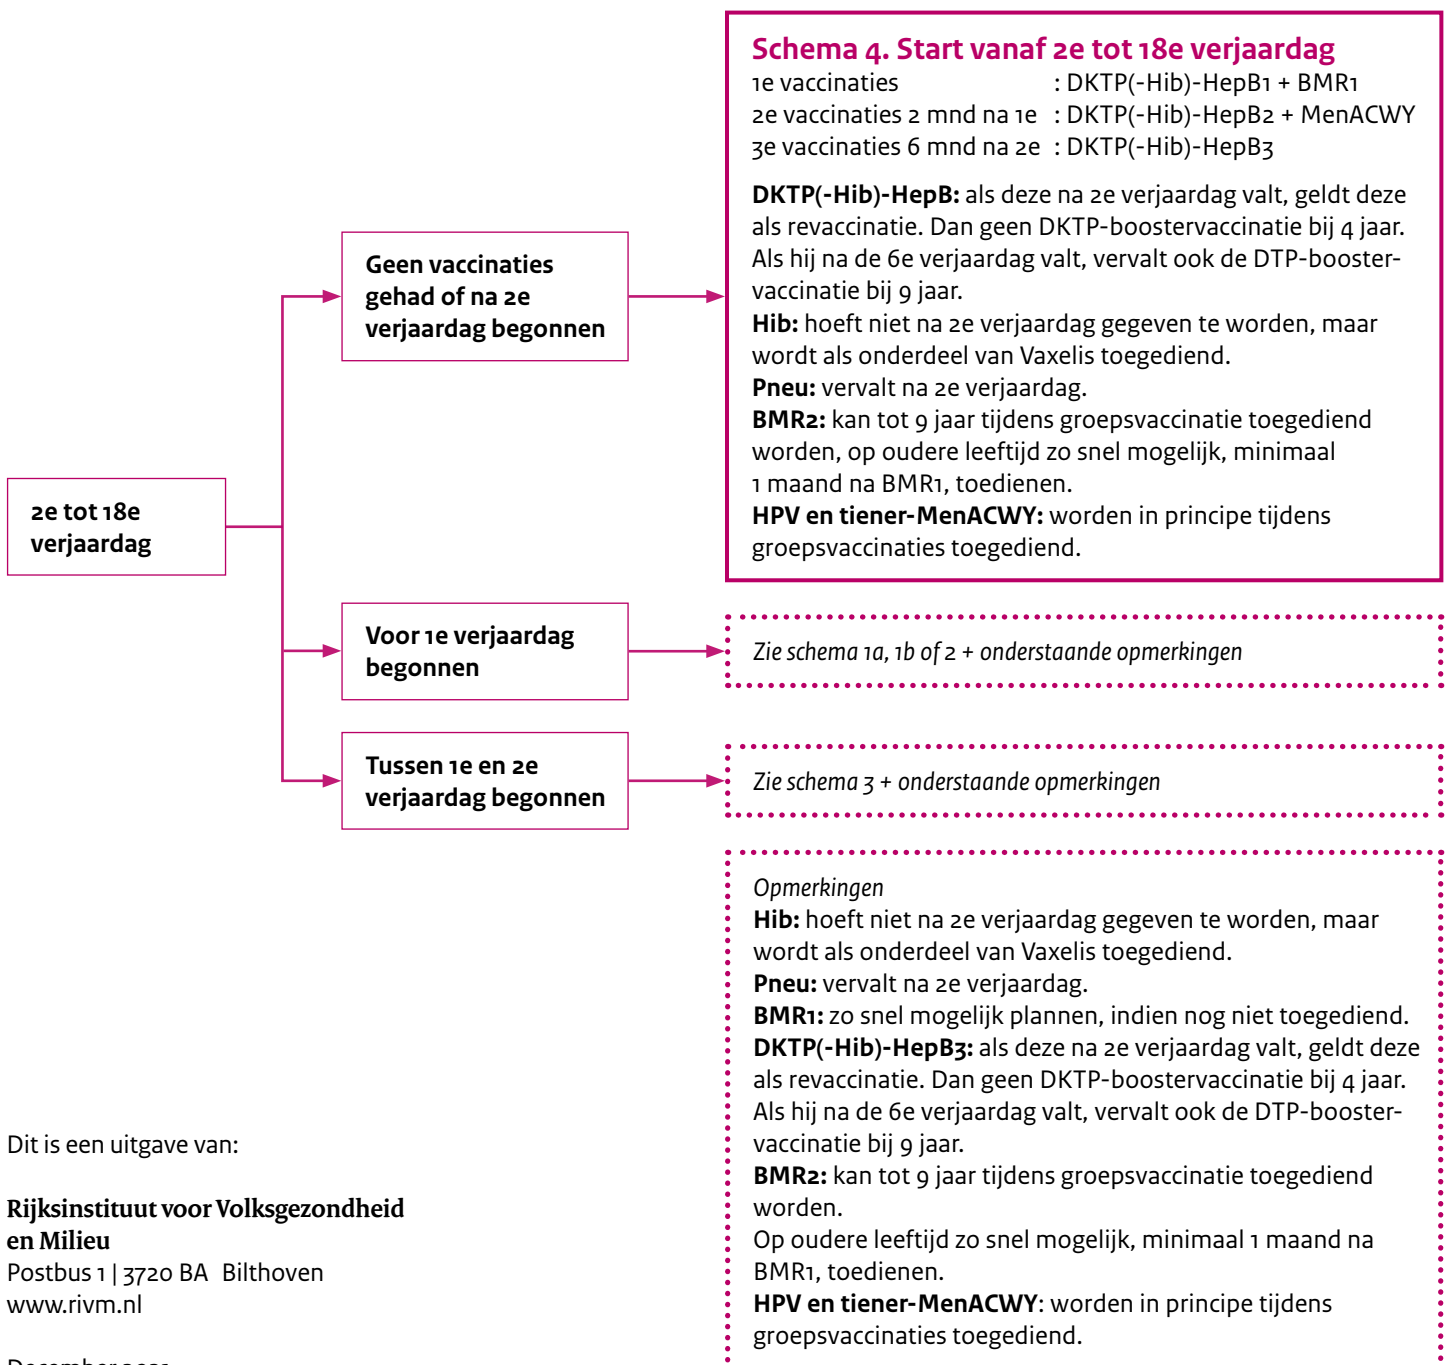 Schema 4. Start vanaf 2e tot 18e verjaardag
1e vaccinaties : DKTP(-Hib)-HepB1 + BMR1
2e vaccinaties 2 mnd na 1e : DKTP(-Hib)-HepB2 + MenACWY
3e vaccinaties 6 mnd na 2e : DKTP(-Hib)-HepB3
DKTP(-Hib)-HepB: als deze na 2e verjaardag valt, geldt deze
als revaccinatie. Dan geen DKTP-boostervaccinatie bij 4 jaar.
Als hij na de 6e verjaardag valt, vervalt ook de DTP-booster-
vaccinatie bij 9 jaar.
Hib: hoeft niet na 2e verjaardag gegeven te worden, maar
wordt als onderdeel van Vaxelis toegediend.
Pneu: vervalt na 2e verjaardag.
BMR2: kan tot 9 jaar tijdens groepsvaccinatie toegediend
worden, op oudere leeftijd zo snel mogelijk, minimaal
1 maand na BMR1, toedienen.
HPV en tiener-MenACWY: worden in principe tijdens
groepsvaccinaties toegediend.
Geen vaccinaties
gehad of na 2e
verjaardag begonnen
2e tot 18e
verjaardag
Voor 1e verjaardag
begonnen
Zie schema 1a, 1b of 2 + onderstaande opmerkingen
Tussen 1e en 2e
verjaardag begonnen
Zie schema 3 + onderstaande opmerkingen
Opmerkingen
Hib: hoeft niet na 2e verjaardag gegeven te worden, maar
wordt als onderdeel van Vaxelis toegediend.
Pneu: vervalt na 2e verjaardag.
BMR1: zo snel mogelijk plannen, indien nog niet toegediend.
DKTP(-Hib)-HepB3: als deze na 2e verjaardag valt, geldt deze
als revaccinatie. Dan geen DKTP-boostervaccinatie bij 4 jaar.
Als hij na de 6e verjaardag valt, vervalt ook de DTP-booster-
vaccinatie bij 9 jaar.
BMR2: kan tot 9 jaar tijdens groepsvaccinatie toegediend
worden.
Op oudere leeftijd zo snel mogelijk, minimaal 1 maand na
BMR1, toedienen.
HPV en tiener-MenACWY: worden in principe tijdens
groepsvaccinaties toegediend.
Dit is een uitgave van:
Rijksinstituut voor Volksgezondheid
en Milieu
Postbus 1 | 3720 BA Bilthoven
www.rivm.nl
December